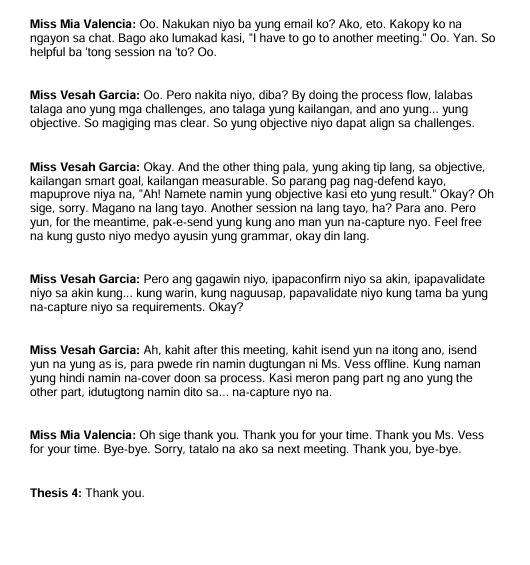 Miss Mia Valencia: Oo. Nakukan niyo ba yung email ko? Ako, eto. Kakopy ko na
ngayon sa chat. Bago ako lumakad kasi, "I have to go to another meeting." Oo. Yan. So
helpful ba 'tong session na 'to? Oo.
Miss Vesah Garcia: Oo. Pero nakita niyo, diba? By doing the process flow, lalabas
talaga ano yung mga challenges, ano talaga yung kailangan, and ano yung... yung
objective. So magiging mas clear. So yung objective niyo dapat align sa challenges.
Miss Vesah Garcia: Okay. And the other thing pala, yung aking tip lang, sa objective,
kailangan smart goal, kailangan measurable. So parang pag nag-defend kayo,
mapuprove niya na, "Ah! Namete namin yung objective kasi eto yung result." Okay? Oh
sige, sorry. Magano na lang tayo. Another session na lang tayo, ha? Para ano. Pero
yun, for the meantime, pak-e-send yung kung ano man yun na-capture nyo. Feel free
na kung gusto niyo medyo ayusin yung grammar, okay din lang.
Miss Vesah Garcia: Pero ang gagawin niyo, ipapaconfirm niyo sa akin, ipapavalidate
niyo sa akin kung... kung warin, kung naguusap, papavalidate niyo kung tama ba yung
na-capture niyo sa requirements. Okay?
Miss Vesah Garcia: Ah, kahit after this meeting, kahit isend yun na itong ano, isend
yun na yung as is, para pwede rin namin dugtungan ni Ms. Vess offline. Kung naman
yung hindi namin na-cover doon sa process. Kasi meron pang part ng ano yung the
other part, idutugtong namin dito sa... na-capture nyo na.
Miss Mia Valencia: Oh sige thank you. Thank you for your time. Thank you Ms. Vess
for your time. Bye-bye. Sorry, tatalo na ako sa next meeting. Thank you, bye-bye.
Thesis 4: Thank you.